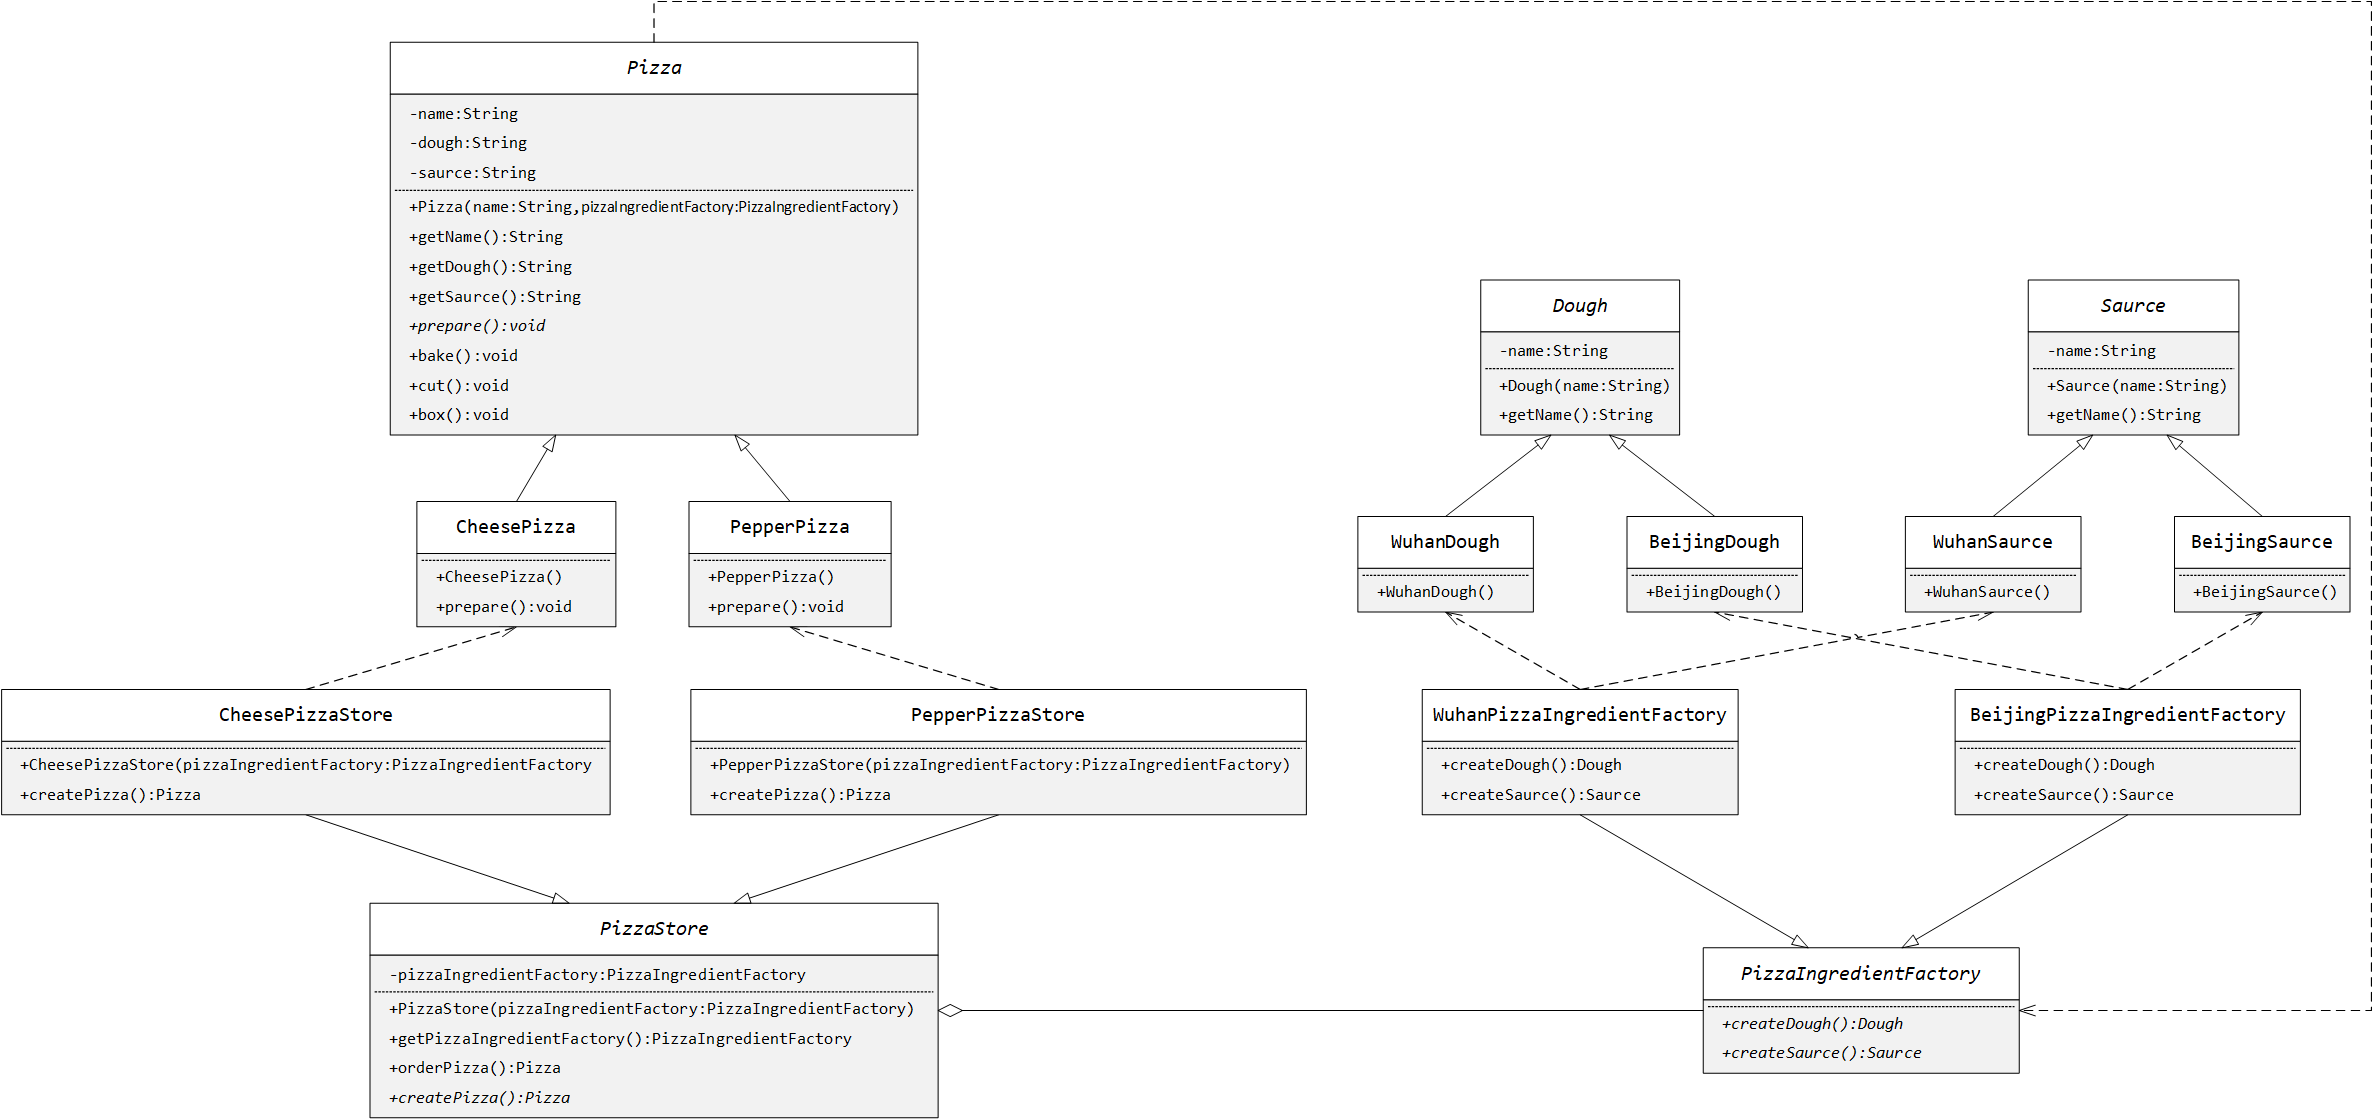 Pizza
-name:String
-dough:String
-saurce:String
+Pizza(name:String,pizzaIngredientFactory:PizzaIngredientFactory)
+getName():String
+getDough():String
+getSaurce():String
+prepare():void
+bake():void
+cut():void
+box():void
Dough
-name:String
+Dough(name:String)
+getName():String
Saurce
-name:String
+Saurce(name:String)
+getName():String
CheesePizza
+CheesePizza()
+prepare():void
PepperPizza
+PepperPizza()
+prepare():void
WuhanDough
+WuhanDough()
BeijingDough
+BeijingDough()
WuhanSaurce
+WuhanSaurce()
BeijingSaurce
+BeijingSaurce()
CheesePizzaStore
+CheesePizzaStore(pizzaIngredientFactory:PizzaIngredientFactory
+createPizza():Pizza
PepperPizzaStore
+PepperPizzaStore(pizzaIngredientFactory:PizzaIngredientFactory)
+createPizza():Pizza
WuhanPizzaIngredientFactory
+createDough():Dough
+createSaurce():Saurce
BeijingPizzaIngredientFactory
+createDough():Dough
+createSaurce():Saurce
PizzaStore
-pizzaIngredientFactory:PizzaIngredientFactory
+PizzaStore(pizzaIngredientFactory:PizzaIngredientFactory)
+getPizzaIngredientFactory():PizzaIngredientFactory
+orderPizza():Pizza
+createPizza():Pizza
PizzaIngredientFactory
+createDough():Dough
+createSaurce():Saurce